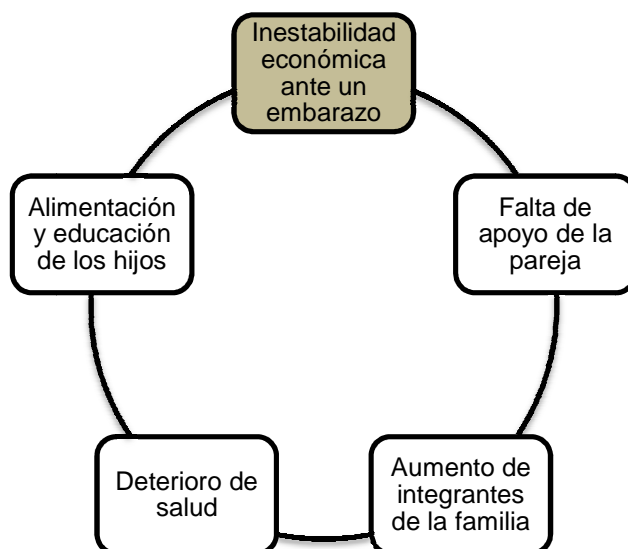 Inestabilidad
económica
ante un
embarazo
Falta de
apoyo de la
pareja
Aumento de
integrantes
de la familia
Deterioro de
salud
Alimentación
y educación
de los hijos